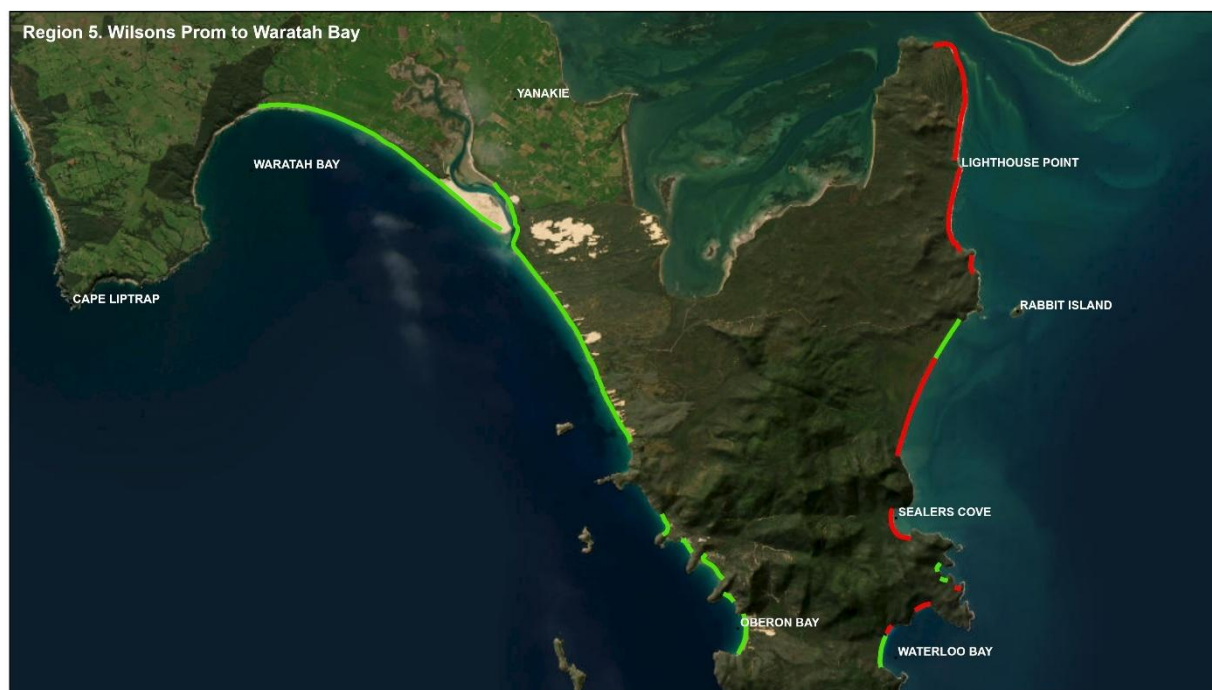 Region 5. Wilsons Prom to Waratah Bay
YANAKIE
WARATAH BAY
LIGHTHOUSE POINT
CAPE LIPTRAP
RABBIT ISLAND
SEALERS COVE
OBERON BAY
WATERLOO BAY